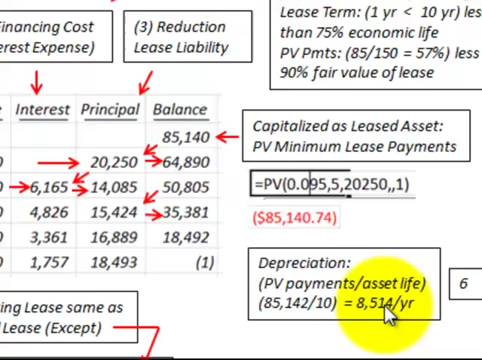 Financing Cost
erest Expense)
(3) Reduction
Lease Liability
Lease Term: (1 yr < 10 yr) les
than 75% economic life
PV Pmts: (85/150 = 57%) less
90% fair value of lease
Interest Principal Balance
85,140
20,250 64,890
6,165 14,085 50,805
4,826 15,424 35,381
3,361 16,889 18,492
1,757 18,493 (1)
Capitalized as Leased Asset:
PV Minimum Lease Payments
=PV(0.095,5,20250,,1)
($85,140.74)
Depreciation:
(PV payments/asset life)
(85,142/10) = 8,514/yr
6
ing Lease same as
Lease (Except)